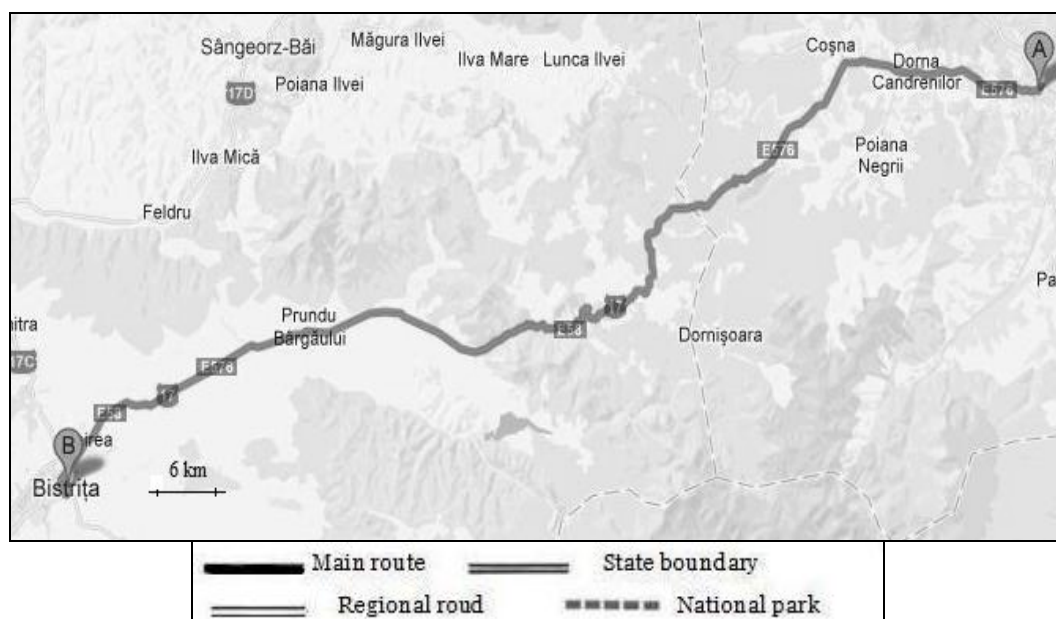 Sângeorz-Băi
Măgura Ilvei
Ilva Mare
Lunca Ilvei
Coșna
Dorna
Candrenilor
A
17D
Poiana Ilvei
E576
Ilva Mică
E576
Poiana
Negrii
Feldru
Pa
17
Prundu
Bârgăului
E58
Dornișoara
nitra
17C
E576
17
E58
B
irea
6 km
Bistrița
Main route
State boundary
Regional roud
National park